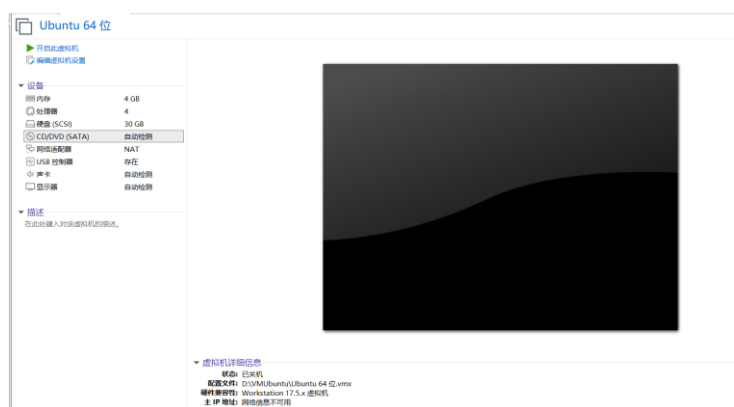 Ubuntu 64 位
开启此虚拟机
编辑虚拟机设置
设备
内存 4 GB
处理器 4
硬盘 (SCSI) 30 GB
CD/DVD (SATA) 自动检测
网络适配器 NAT
USB 控制器 存在
声卡 自动检测
显示器 自动检测
描述
在此处键入对该虚拟机的描述。
虚拟机详细信息
状态: 已关机
配置文件: D:\VMUbuntu\Ubuntu 64 位.vmx
硬件兼容性: Workstation 17.5.x 虚拟机
主 IP 地址: 网络信息不可用